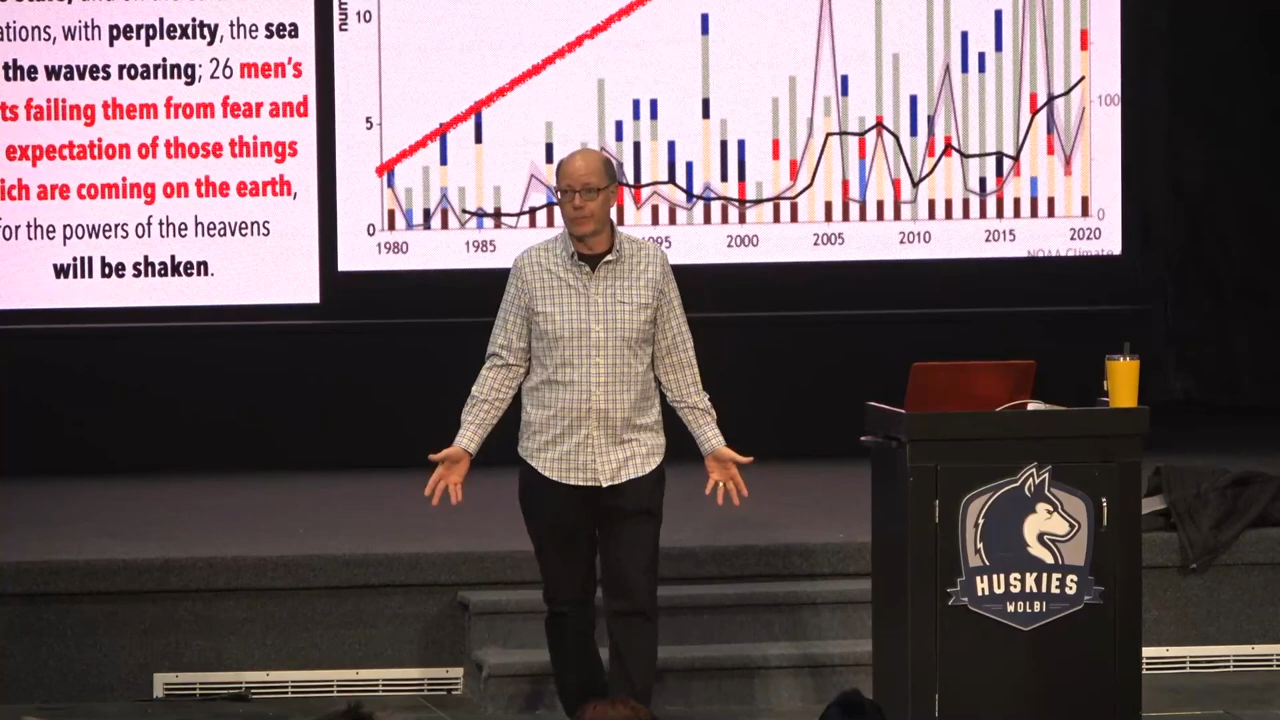 ations, with perplexity, the sea
the waves roaring; 26 men's
ts failing them from fear and
expectation of those things
ich are coming on the earth,
for the powers of the heavens
will be shaken.
num
10
5
0
1980
1985
995
2000
2005
2010
2015
2020
100
0
NOAA Climate
HUSKIES
WOLBI